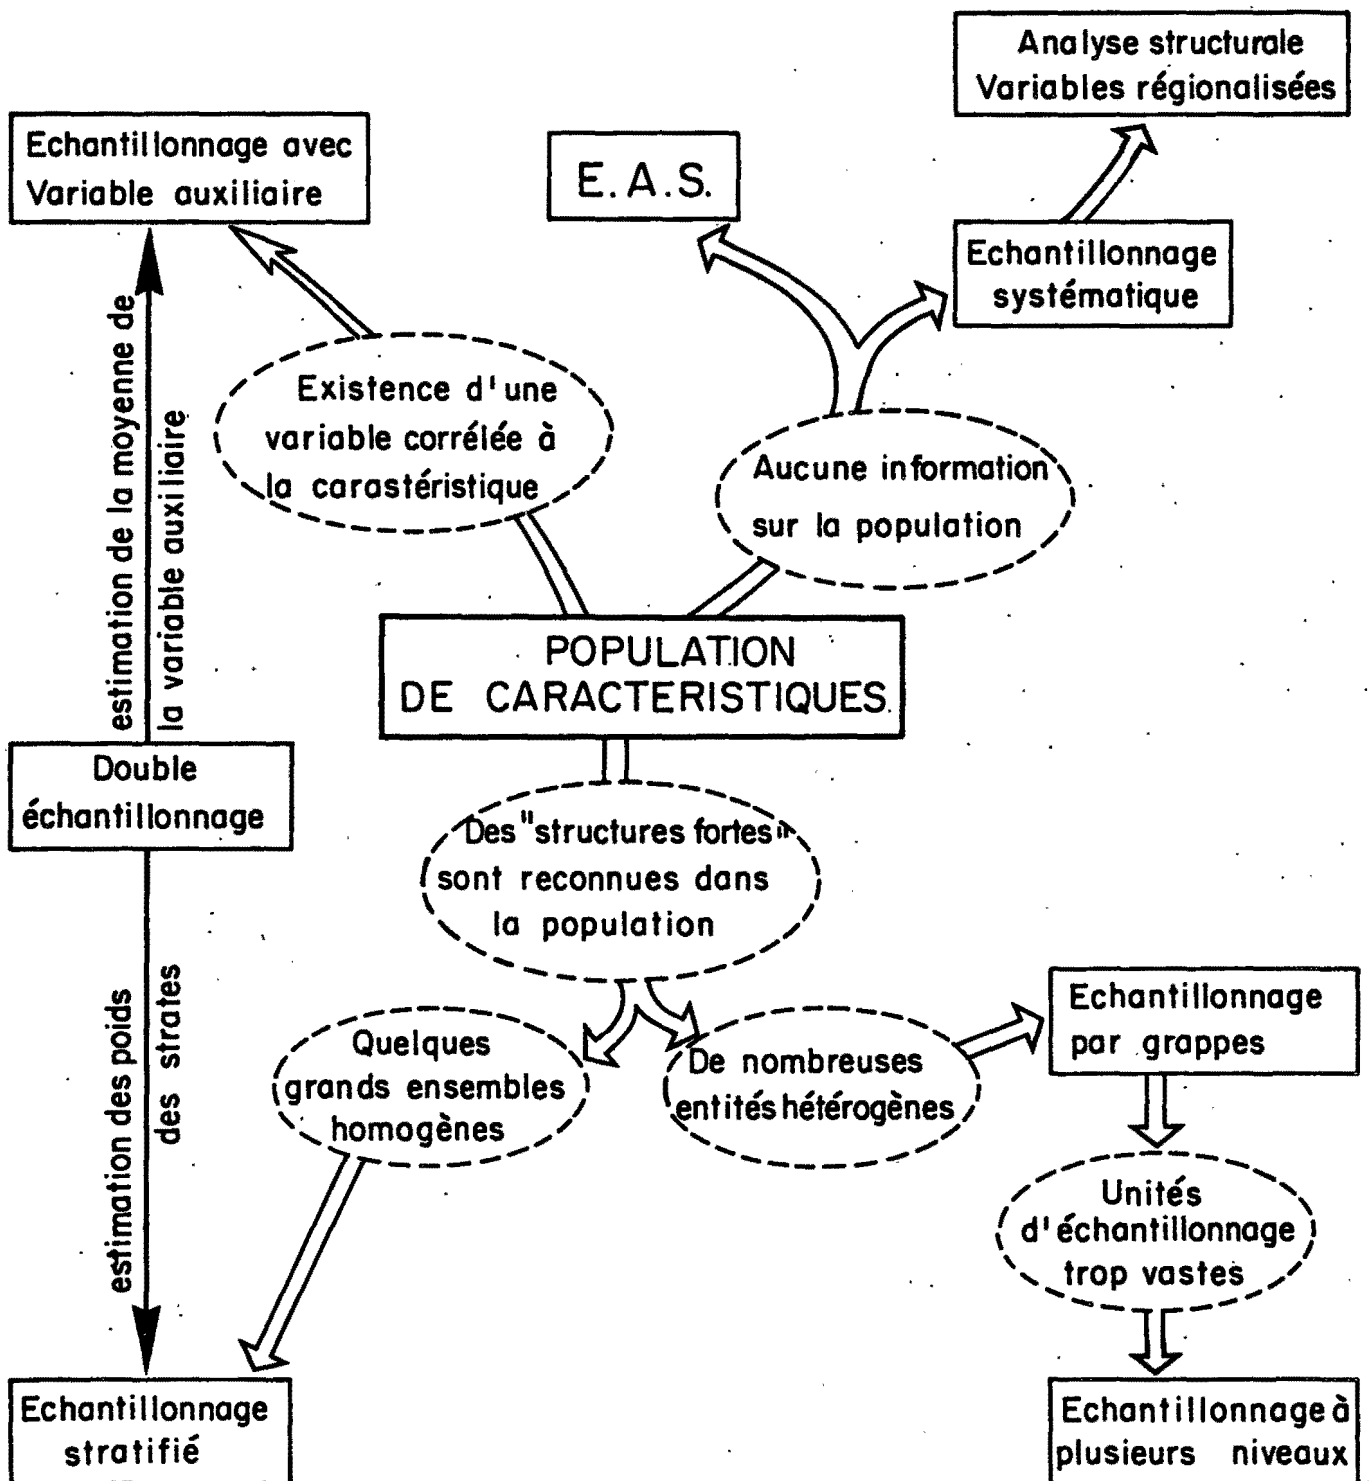 Analyse structurale
Variables régionalisées
Echantillonnage avec
Variable auxiliaire
E.A.S.
Echantillonnage
systématique
Existence d'une
variable corrélée à
la carastéristique
Aucune information
sur la population
estimation de la moyenne de
la variable auxiliaire
POPULATION
DE CARACTERISTIQUES
Double
échantillonnage
Des "structures fortes"
sont reconnues dans
la population
estimation des poids
des strates
Quelques
grands ensembles
homogènes
De nombreuses
entités hétérogènes
Echantillonnage
par grappes
Unités
d'échantillonnage
trop vastes
Echantillonnage
stratifié
Echantillonnage à
plusieurs niveaux